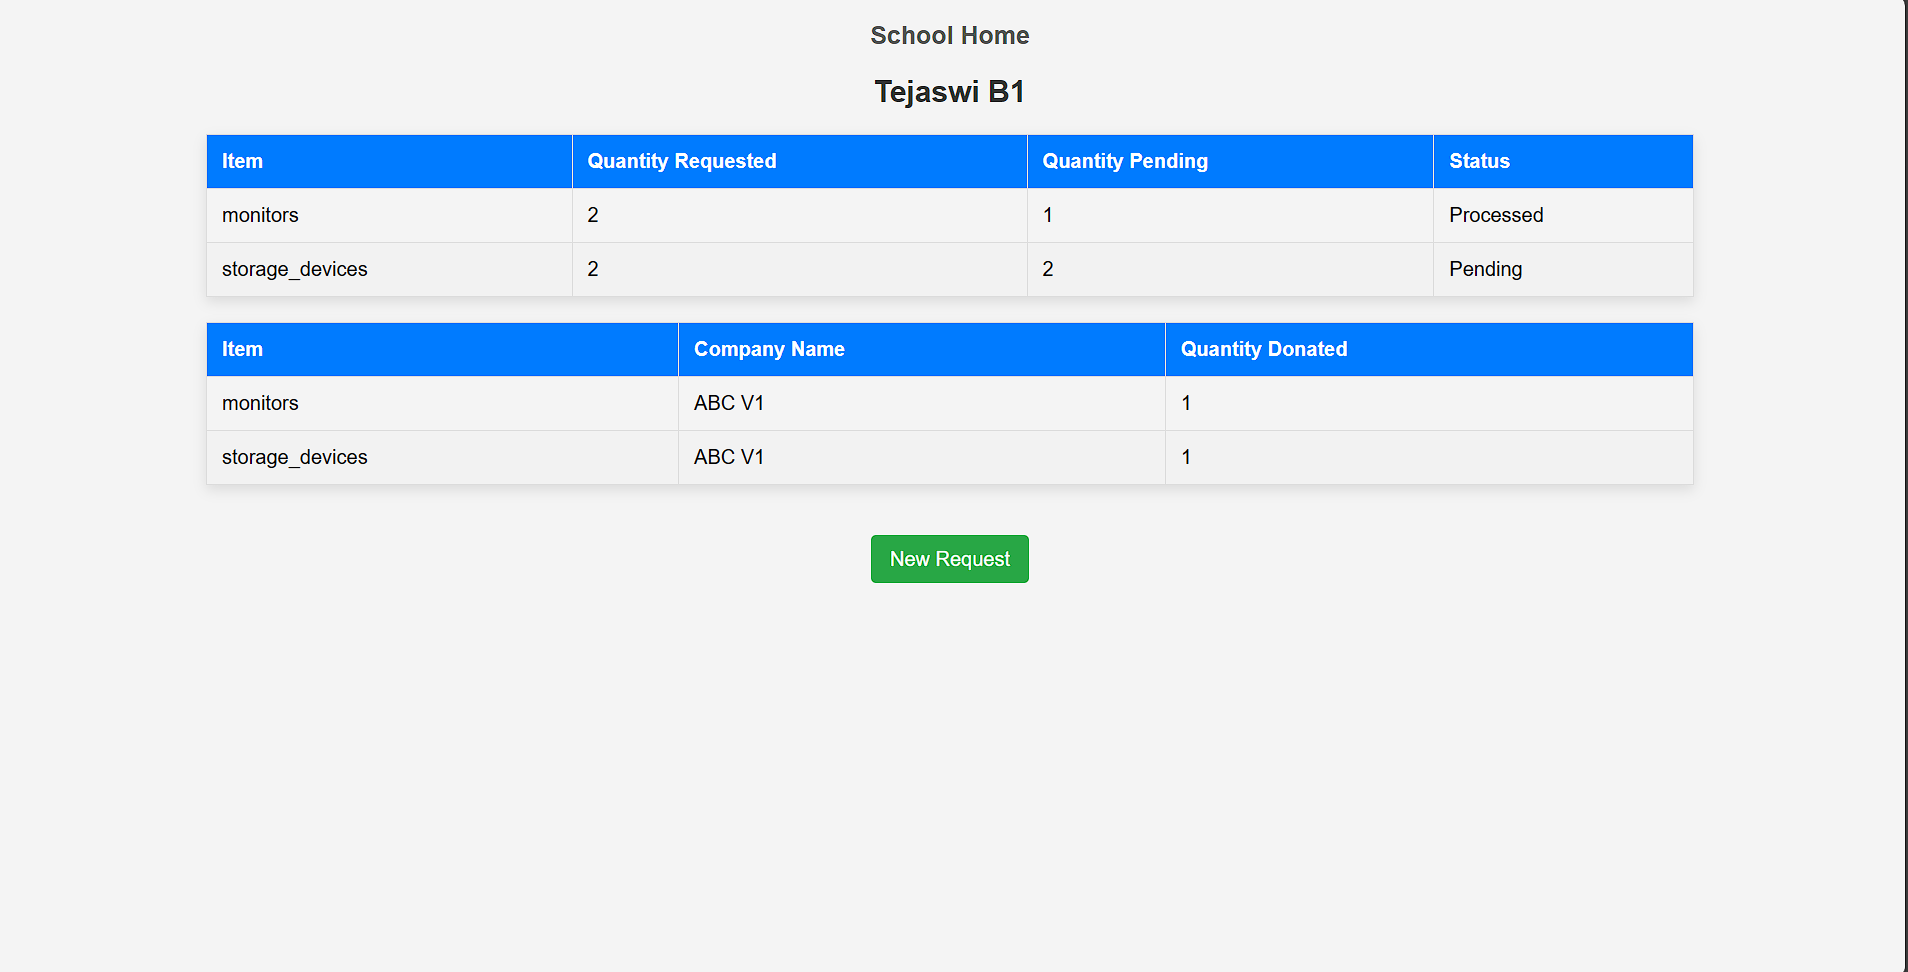 School Home
Tejaswi B1
Item Quantity Requested Quantity Pending Status
monitors 2 1 Processed
storage_devices 2 2 Pending
Item Company Name Quantity Donated
monitors ABC V1 1
storage_devices ABC V1 1
New Request